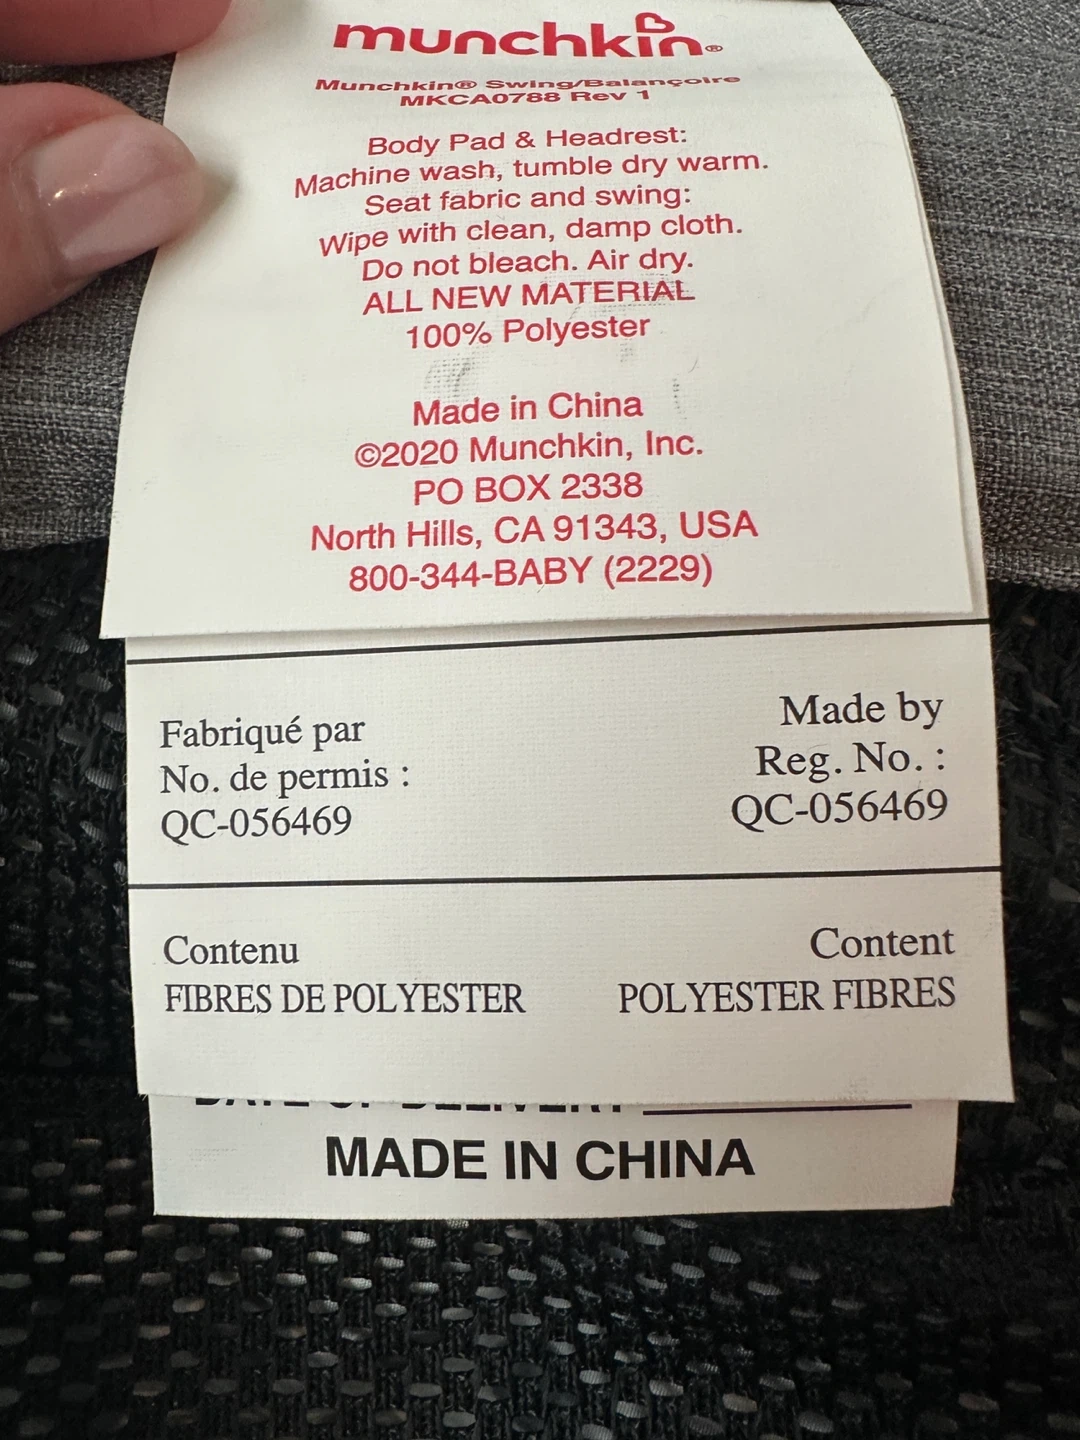 munchkin®
Munchkin® Swing/Balançoire
MKCA0788 Rev 1
Body Pad & Headrest:
Machine wash, tumble dry warm.
Seat fabric and swing:
Wipe with clean, damp cloth.
Do not bleach. Air dry.
ALL NEW MATERIAL
100% Polyester
Made in China
©2020 Munchkin, Inc.
PO BOX 2338
North Hills, CA 91343, USA
800-344-BABY (2229)
Fabriqué par
No. de permis :
QC-056469
Made by
Reg. No. :
QC-056469
Contenu
FIBRES DE POLYESTER
Content
POLYESTER FIBRES
DATE OF DELIVERY
MADE IN CHINA